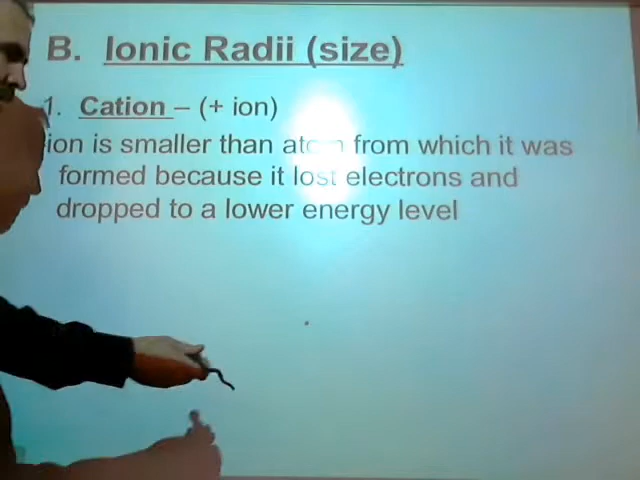 B. Ionic Radii (size)
1. Cation – (+ ion)
ion is smaller than atom from which it was
formed because it lost electrons and
dropped to a lower energy level